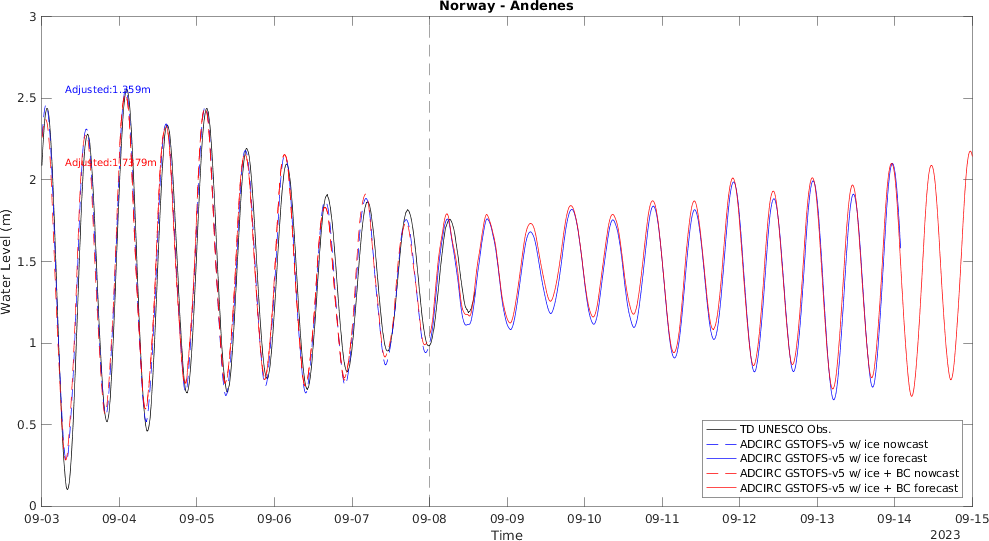 Norway - Andenes
3
2.5
2
1.5
1
0.5
0
Water Level (m)
Adjusted:1.359m
Adjusted:1.7379m
TD UNESCO Obs.
ADCIRC GSTOFS-v5 w/ ice nowcast
ADCIRC GSTOFS-v5 w/ ice forecast
ADCIRC GSTOFS-v5 w/ ice + BC nowcast
ADCIRC GSTOFS-v5 w/ ice + BC forecast
09-03 09-04 09-05 09-06 09-07 09-08 09-09 09-10 09-11 09-12 09-13 09-14 09-15
Time
2023